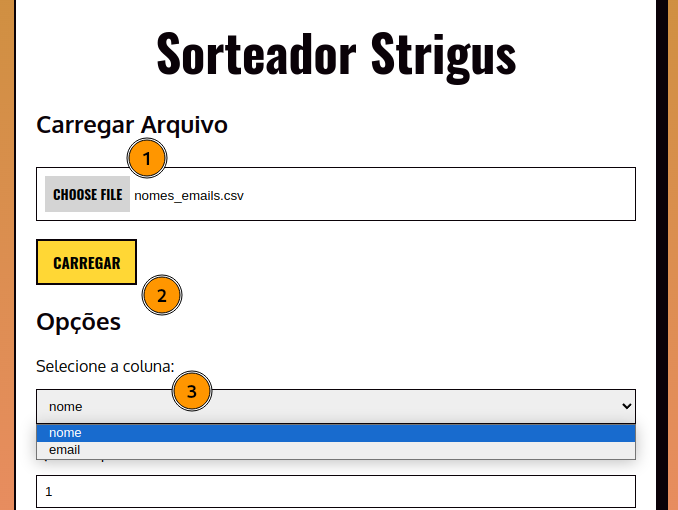 Sorteador Strigus
Carregar Arquivo
1
CHOOSE FILE nomes_emails.csv
CARREGAR
2
Opções
Selecione a coluna:
3
nome
nome
email
1